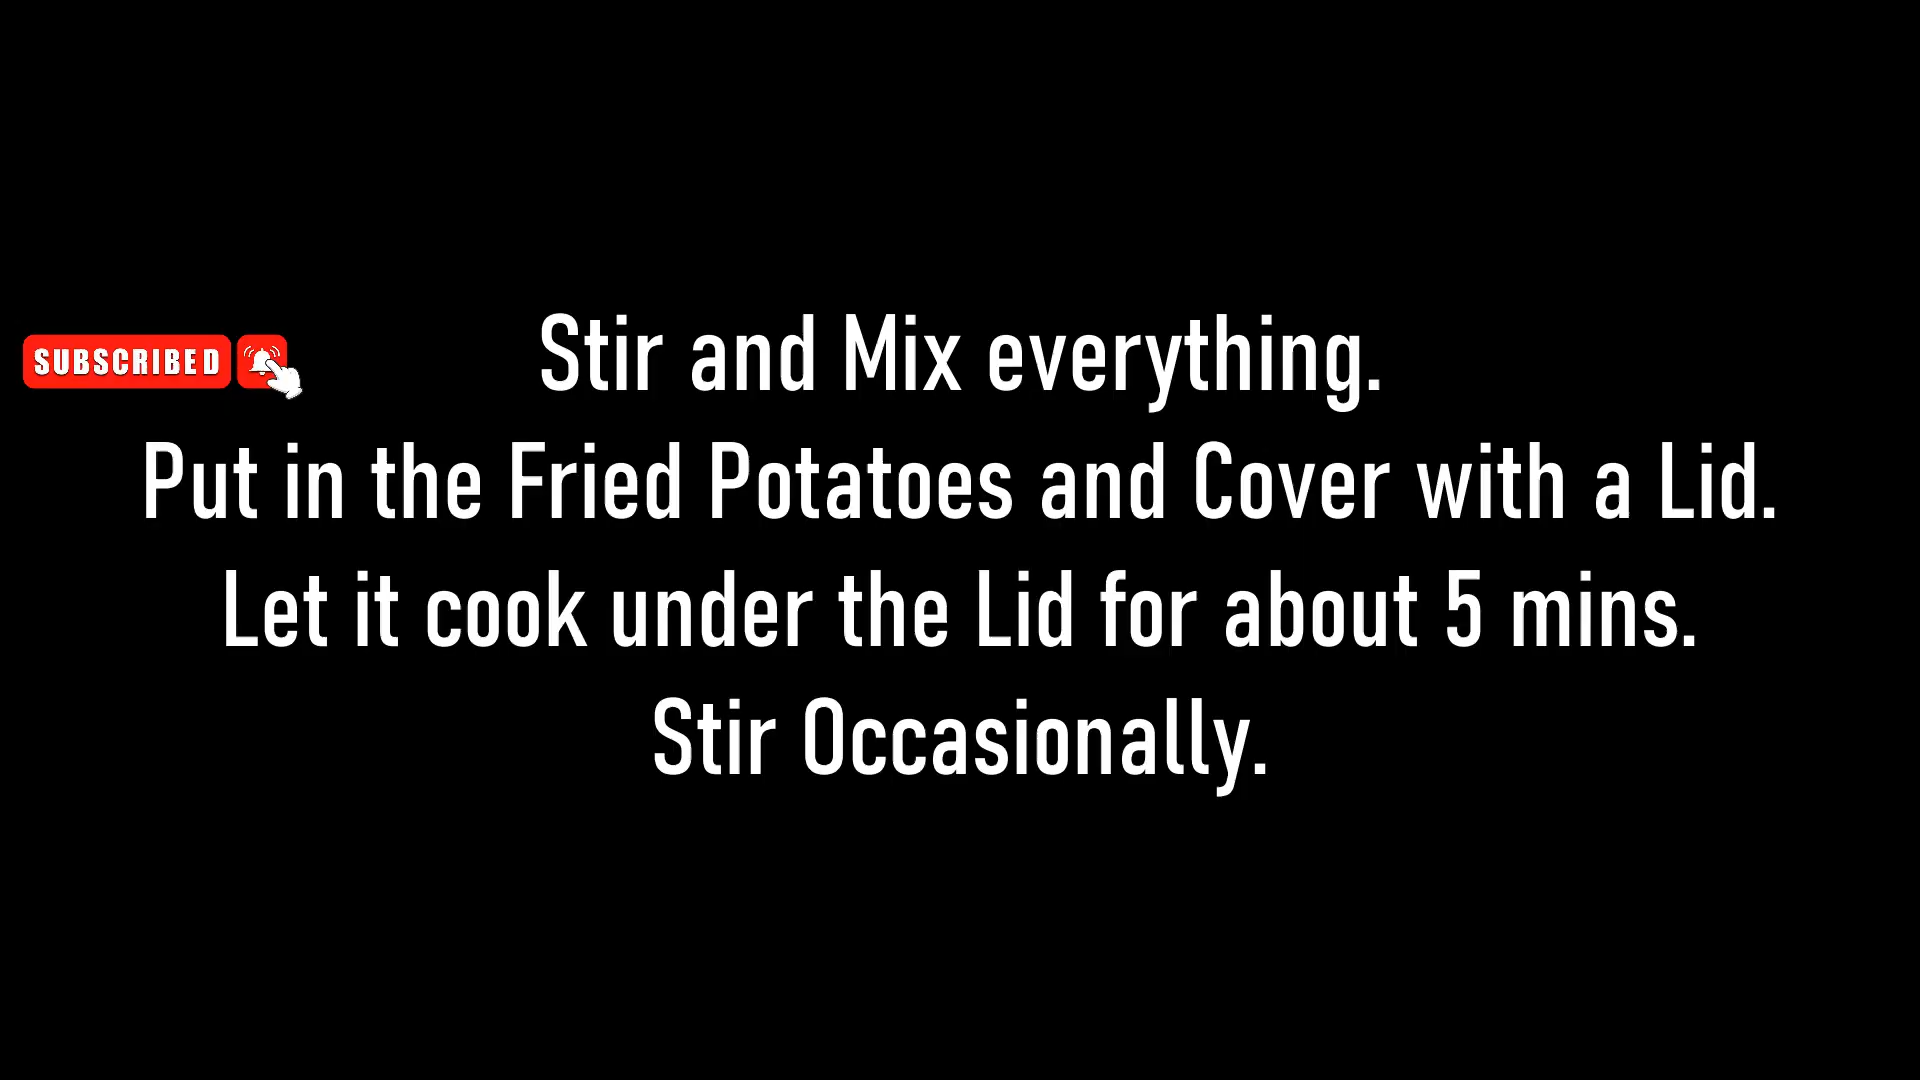 SUBSCRIBED
Stir and Mix everything.
Put in the Fried Potatoes and Cover with a Lid.
Let it cook under the Lid for about 5 mins.
Stir Occasionally.